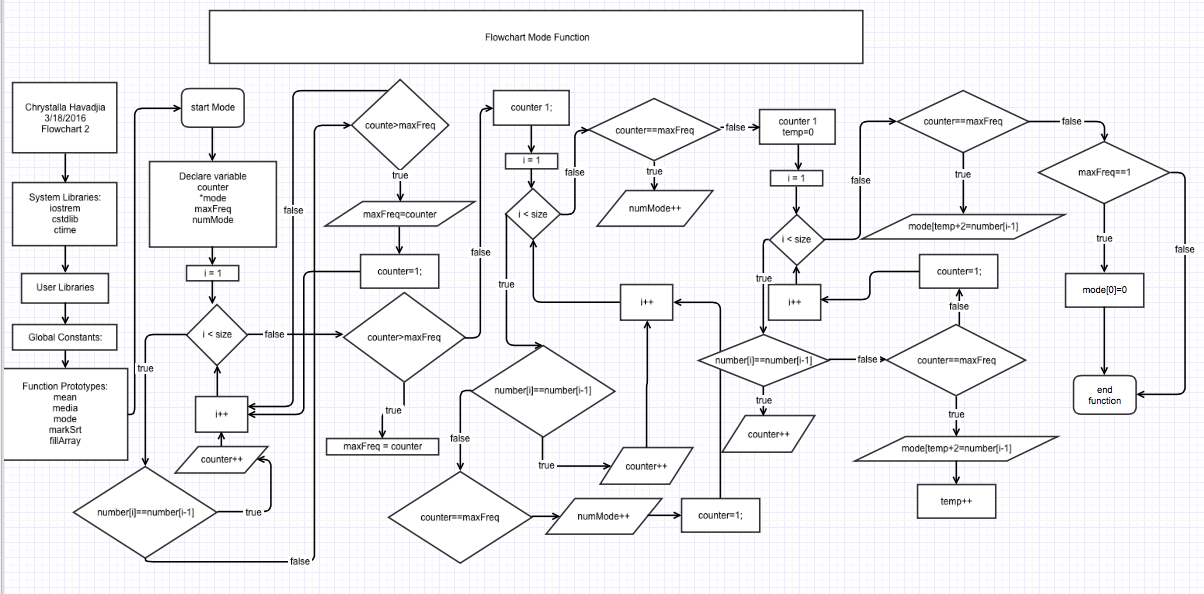 Flowchart Mode Function
Chrystalla Havadjia
3/18/2016
Flowchart 2
System Libraries:
iostrem
cstdlib
ctime
User Libraries
Global Constants:
Function Prototypes:
mean
media
mode
markSrt
fillArray
start Mode
Declare variable
counter
*mode
maxFreq
numMode
i = 1
i < size
true
false
i++
counter++
number[i]==number[i-1]
true
false
false
counte>maxFreq
true
maxFreq=counter
counter=1;
counter>maxFreq
true
maxFreq = counter
false
counter 1;
i = 1
i < size
false
true
counter==maxFreq
false
true
numMode++
i++
number[i]==number[i-1]
false
true
counter++
counter==maxFreq
numMode++
counter=1;
counter 1
temp=0
i = 1
i < size
false
true
i++
number[i]==number[i-1]
false
true
counter++
counter==maxFreq
false
true
mode[temp+2=number[i-1]
counter=1;
false
counter==maxFreq
true
mode[temp+2=number[i-1]
temp++
maxFreq==1
true
false
mode[0]=0
end
function